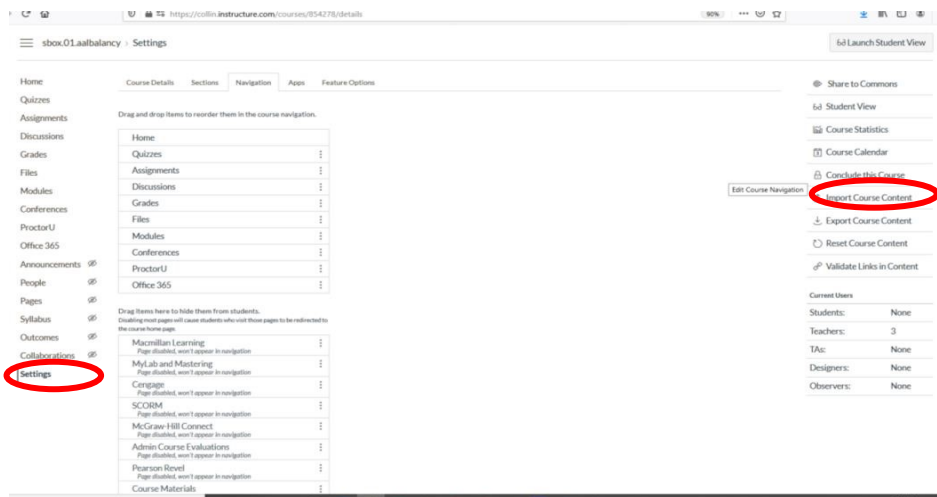 https://collin.instructure.com/courses/854278/details
80%
sbox.01.aalbalancy › Settings
Launch Student View
Home
Quizzes
Assignments
Discussions
Grades
Files
Modules
Conferences
ProctorU
Office 365
Announcements
People
Pages
Syllabus
Outcomes
Collaborations
Settings
Course Details Sections Navigation Apps Feature Options
Drag and drop items to reorder them in the course navigation.
Home
Quizzes
Assignments
Discussions
Grades
Files
Modules
Conferences
ProctorU
Office 365
Drag items here to hide them from students.
Disabling most pages will cause students who visit those pages to be redirected to
the course home page.
Macmillan Learning
Page disabled, won't appear in navigation
MyLab and Mastering
Page disabled, won't appear in navigation
Cengage
Page disabled, won't appear in navigation
SCORM
Page disabled, won't appear in navigation
McGraw-Hill Connect
Page disabled, won't appear in navigation
Admin Course Evaluations
Page disabled, won't appear in navigation
Pearson Revel
Page disabled, won't appear in navigation
Course Materials
Edit Course Navigation
Share to Commons
Student View
Course Statistics
Course Calendar
Conclude this Course
Import Course Content
Export Course Content
Reset Course Content
Validate Links in Content
Current Users
Students: None
Teachers: 3
TAs: None
Designers: None
Observers: None